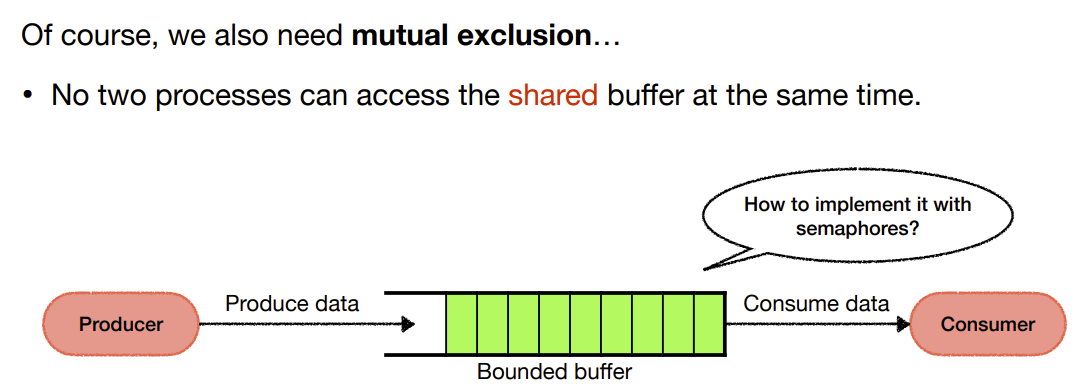 Of course, we also need mutual exclusion…
• No two processes can access the shared buffer at the same time.
How to implement it with
semaphores?
Producer
Produce data
Consume data
Consumer
Bounded buffer